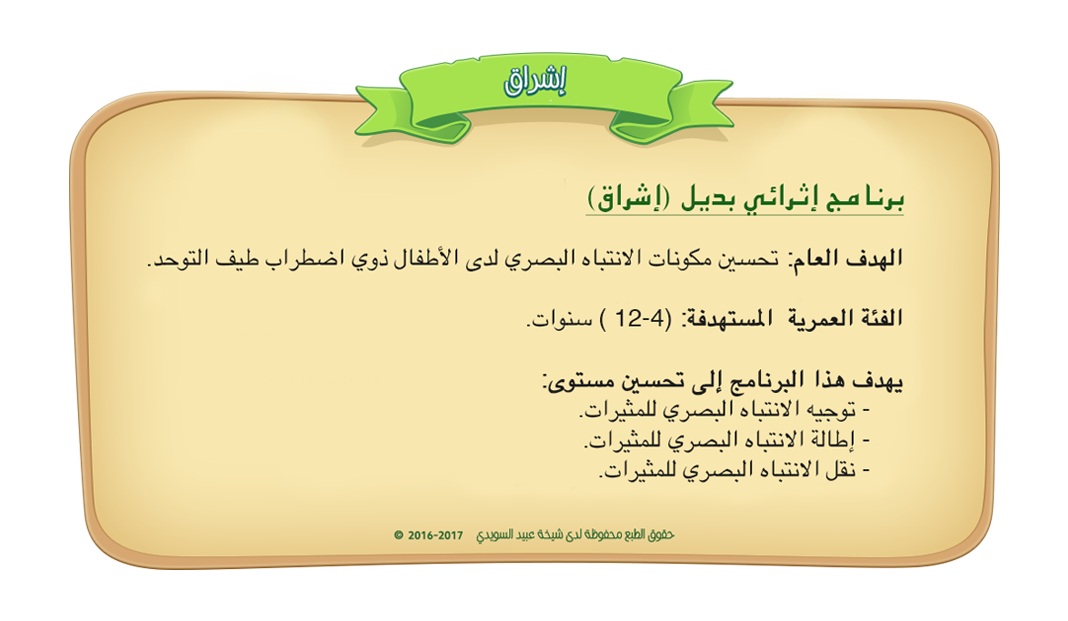 إشراق
برنامج إثرائي بديل (إشراق)
الهدف العام: تحسين مكونات الانتباه البصري لدى الأطفال ذوي اضطراب طيف التوحد.
الفئة العمرية المستهدفة: (4-12 ) سنوات.
يهدف هذا البرنامج إلى تحسين مستوى:
- توجيه الانتباه البصري للمثيرات.
- إطالة الانتباه البصري للمثيرات.
- نقل الانتباه البصري للمثيرات.
حقوق الطبع محفوظة لدى شيخة عبيد السويدي 2016-2017 ©